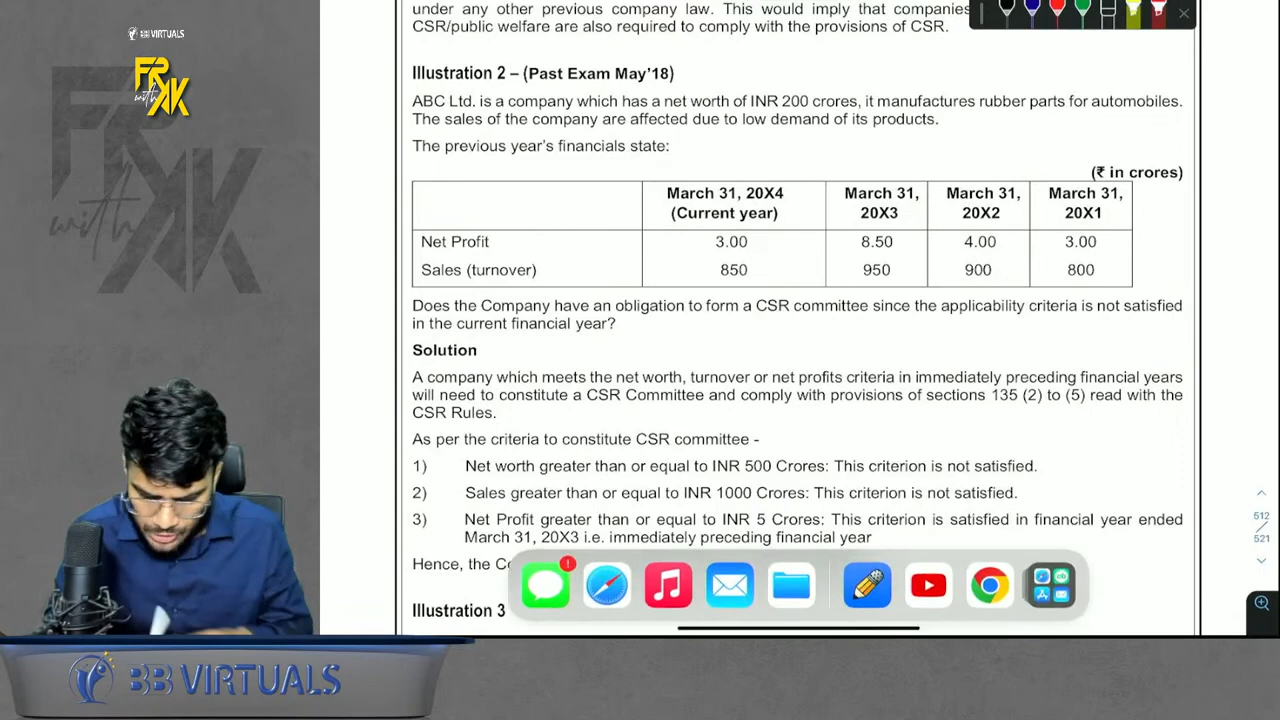 BB VIRTUALS
FR
with
AK
FR
with
AK
under any other previous company law. This would imply that companies
CSR/public welfare are also required to comply with the provisions of CSR.
Illustration 2 – (Past Exam May'18)
ABC Ltd. is a company which has a net worth of INR 200 crores, it manufactures rubber parts for automobiles.
The sales of the company are affected due to low demand of its products.
The previous year's financials state:
(₹ in crores)
March 31, 20X4 March 31, March 31, March 31,
(Current year) 20X3 20X2 20X1
Net Profit 3.00 8.50 4.00 3.00
Sales (turnover) 850 950 900 800
Does the Company have an obligation to form a CSR committee since the applicability criteria is not satisfied
in the current financial year?
Solution
A company which meets the net worth, turnover or net profits criteria in immediately preceding financial years
will need to constitute a CSR Committee and comply with provisions of sections 135 (2) to (5) read with the
CSR Rules.
As per the criteria to constitute CSR committee -
1) Net worth greater than or equal to INR 500 Crores: This criterion is not satisfied.
2) Sales greater than or equal to INR 1000 Crores: This criterion is not satisfied.
3) Net Profit greater than or equal to INR 5 Crores: This criterion is satisfied in financial year ended
March 31, 20X3 i.e. immediately preceding financial year
Hence, the C
Illustration 3
512
521
BB VIRTUALS